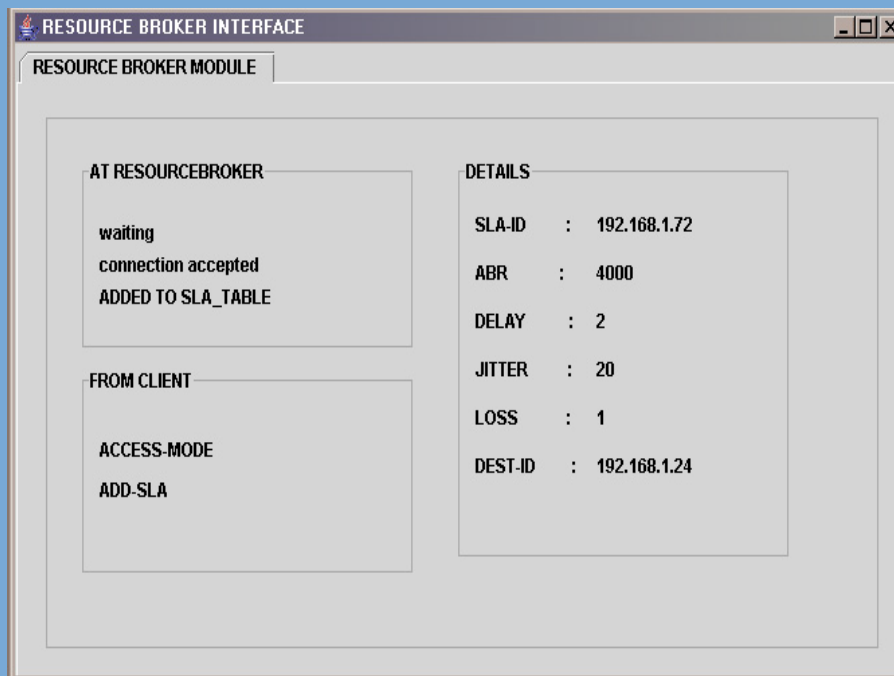 RESOURCE BROKER INTERFACE
RESOURCE BROKER MODULE
AT RESOURCEBROKER
waiting
connection accepted
ADDED TO SLA_TABLE
FROM CLIENT
ACCESS-MODE
ADD-SLA
DETAILS
SLA-ID : 192.168.1.72
ABR : 4000
DELAY : 2
JITTER : 20
LOSS : 1
DEST-ID : 192.168.1.24